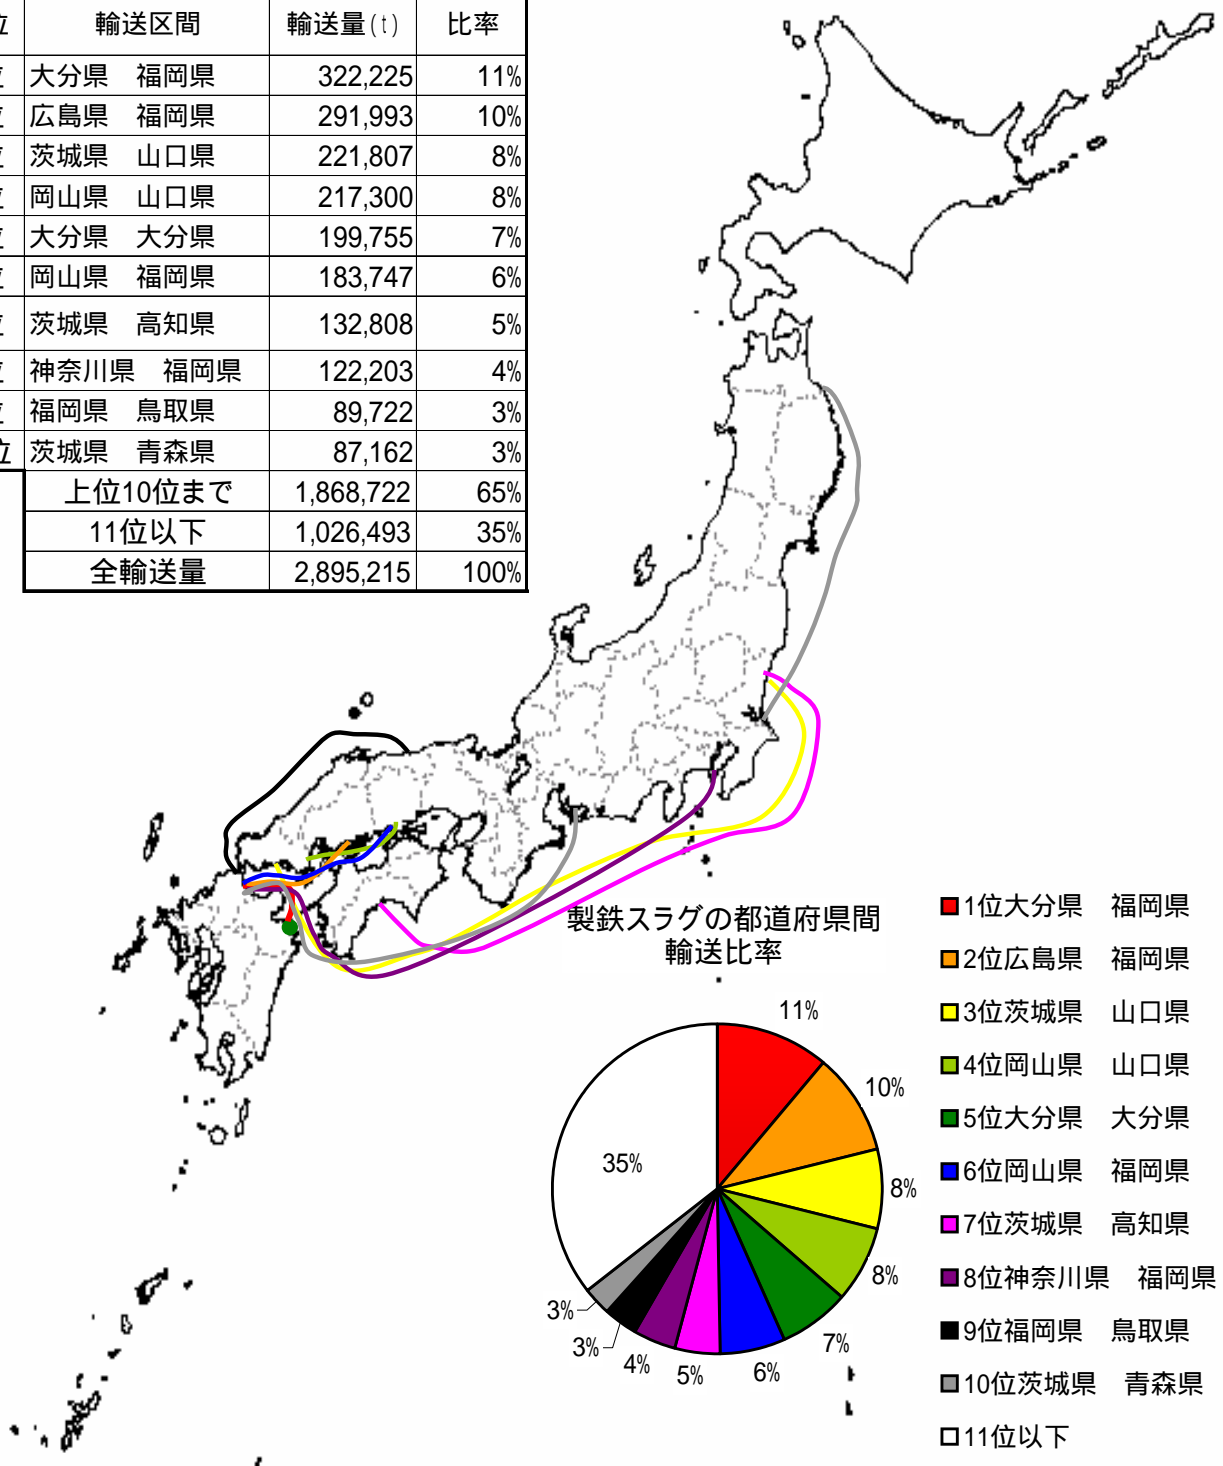 位 輸送区間 輸送量(t) 比率
位 大分県 福岡県 322,225 11%
位 広島県 福岡県 291,993 10%
位 茨城県 山口県 221,807 8%
位 岡山県 山口県 217,300 8%
位 大分県 大分県 199,755 7%
位 岡山県 福岡県 183,747 6%
位 茨城県 高知県 132,808 5%
位 神奈川県 福岡県 122,203 4%
位 福岡県 鳥取県 89,722 3%
位 茨城県 青森県 87,162 3%
上位10位まで 1,868,722 65%
11位以下 1,026,493 35%
全輸送量 2,895,215 100%
製鉄スラグの都道府県間
輸送比率
11%
10%
8%
8%
7%
6%
5%
4%
3%
3%
35%
1位大分県 福岡県
2位広島県 福岡県
3位茨城県 山口県
4位岡山県 山口県
5位大分県 大分県
6位岡山県 福岡県
7位茨城県 高知県
8位神奈川県 福岡県
9位福岡県 鳥取県
10位茨城県 青森県
11位以下